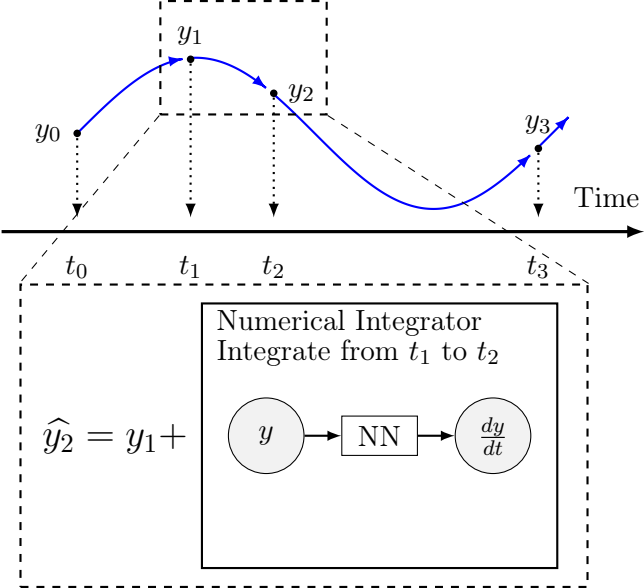 y₁
y₂
y₀
y₃
Time
t₀ t₁ t₂ t₃
Numerical Integrator
Integrate from t₁ to t₂
ŷ₂ = y₁+
y NN dy/dt